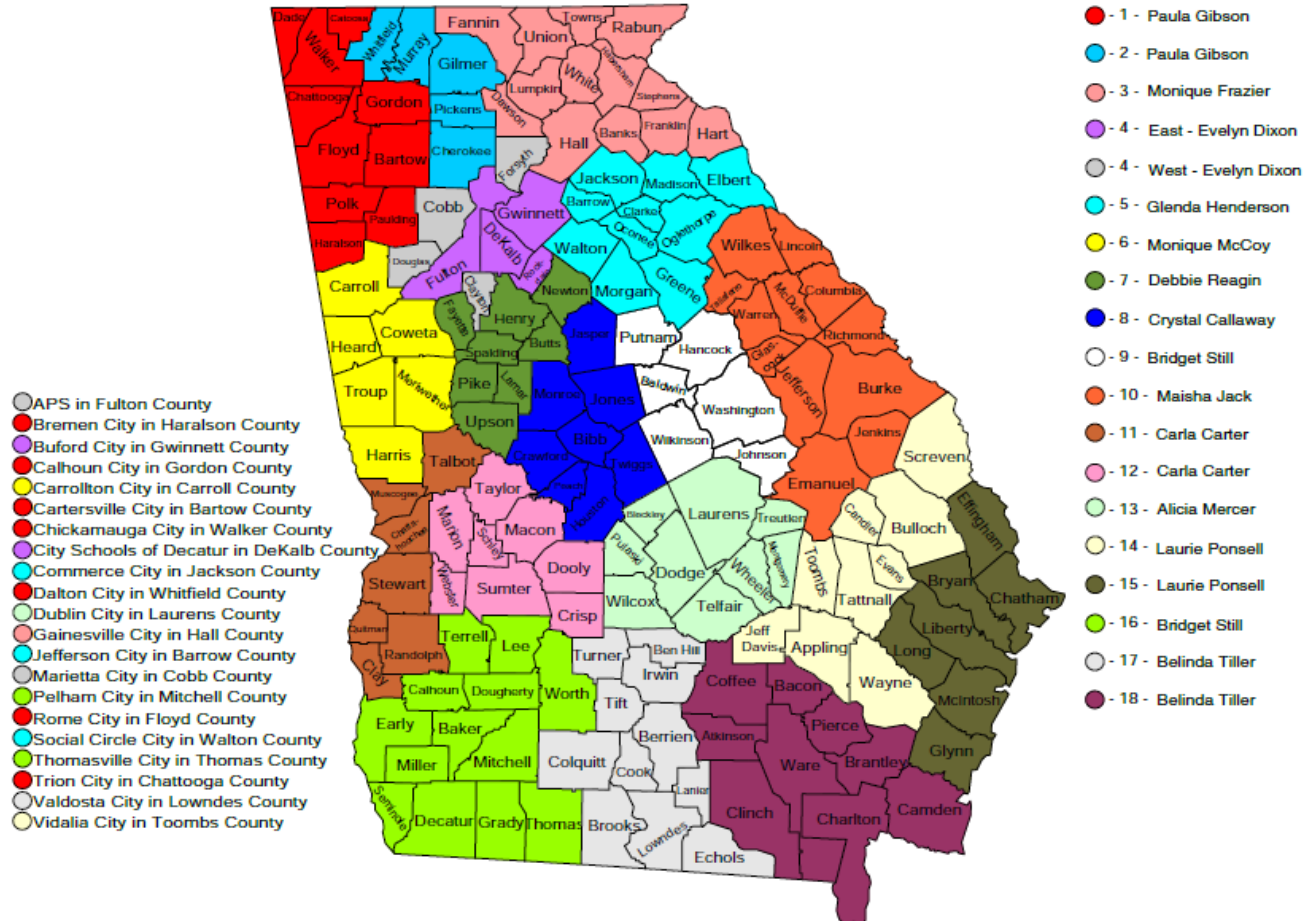 Dade
Catoosa
Walker
Whitfield
Murray
Fannin
Union
Towns
Rabun
Gilmer
Lumpkin
White
Habersham
Stephens
Chattooga
Gordon
Pickens
Dawson
Hall
Banks
Franklin
Hart
Floyd
Bartow
Cherokee
Forsyth
Jackson
Madison
Elbert
Polk
Paulding
Cobb
Gwinnett
Barrow
Clarke
Oconee
Oglethorpe
Haralson
Douglas
Fulton
DeKalb
Rock-
dale
Walton
Morgan
Greene
Wilkes
Lincoln
Carroll
Clayton
Newton
Taliaferro
McDuffie
Columbia
Coweta
Fayette
Henry
Butts
Jasper
Putnam
Hancock
Warren
Richmond
Heard
Spalding
Glas-
cock
Troup
Meriwether
Pike
Lamar
Monroe
Jones
Baldwin
Washington
Jefferson
Burke
Upson
Bibb
Wilkinson
Jenkins
Harris
Talbot
Crawford
Twiggs
Johnson
Screven
Muscogee
Taylor
Peach
Houston
Emanuel
Chatta-
hoochee
Marion
Schley
Macon
Bleckley
Laurens
Treutlen
Candler
Bulloch
Effingham
Stewart
Webster
Sumter
Dooly
Pulaski
Dodge
Wheeler
Montgomery
Toombs
Evans
Tattnall
Bryan
Chatham
Crisp
Wilcox
Telfair
Liberty
Quitman
Randolph
Terrell
Lee
Turner
Ben Hill
Jeff
Davis
Appling
Long
Clay
Calhoun
Dougherty
Worth
Irwin
Coffee
Bacon
Wayne
McIntosh
Tift
Early
Baker
Berrien
Atkinson
Pierce
Glynn
Miller
Mitchell
Colquitt
Cook
Ware
Brantley
Lanier
Seminole
Decatur
Grady
Thomas
Brooks
Lowndes
Clinch
Charlton
Camden
Echols
APS in Fulton County
Bremen City in Haralson County
Buford City in Gwinnett County
Calhoun City in Gordon County
Carrollton City in Carroll County
Cartersville City in Bartow County
Chickamauga City in Walker County
City Schools of Decatur in DeKalb County
Commerce City in Jackson County
Dalton City in Whitfield County
Dublin City in Laurens County
Gainesville City in Hall County
Jefferson City in Barrow County
Marietta City in Cobb County
Pelham City in Mitchell County
Rome City in Floyd County
Social Circle City in Walton County
Thomasville City in Thomas County
Trion City in Chattooga County
Valdosta City in Lowndes County
Vidalia City in Toombs County
- 1 - Paula Gibson
- 2 - Paula Gibson
- 3 - Monique Frazier
- 4 - East - Evelyn Dixon
- 4 - West - Evelyn Dixon
- 5 - Glenda Henderson
- 6 - Monique McCoy
- 7 - Debbie Reagin
- 8 - Crystal Callaway
- 9 - Bridget Still
- 10 - Maisha Jack
- 11 - Carla Carter
- 12 - Carla Carter
- 13 - Alicia Mercer
- 14 - Laurie Ponsell
- 15 - Laurie Ponsell
- 16 - Bridget Still
- 17 - Belinda Tiller
- 18 - Belinda Tiller